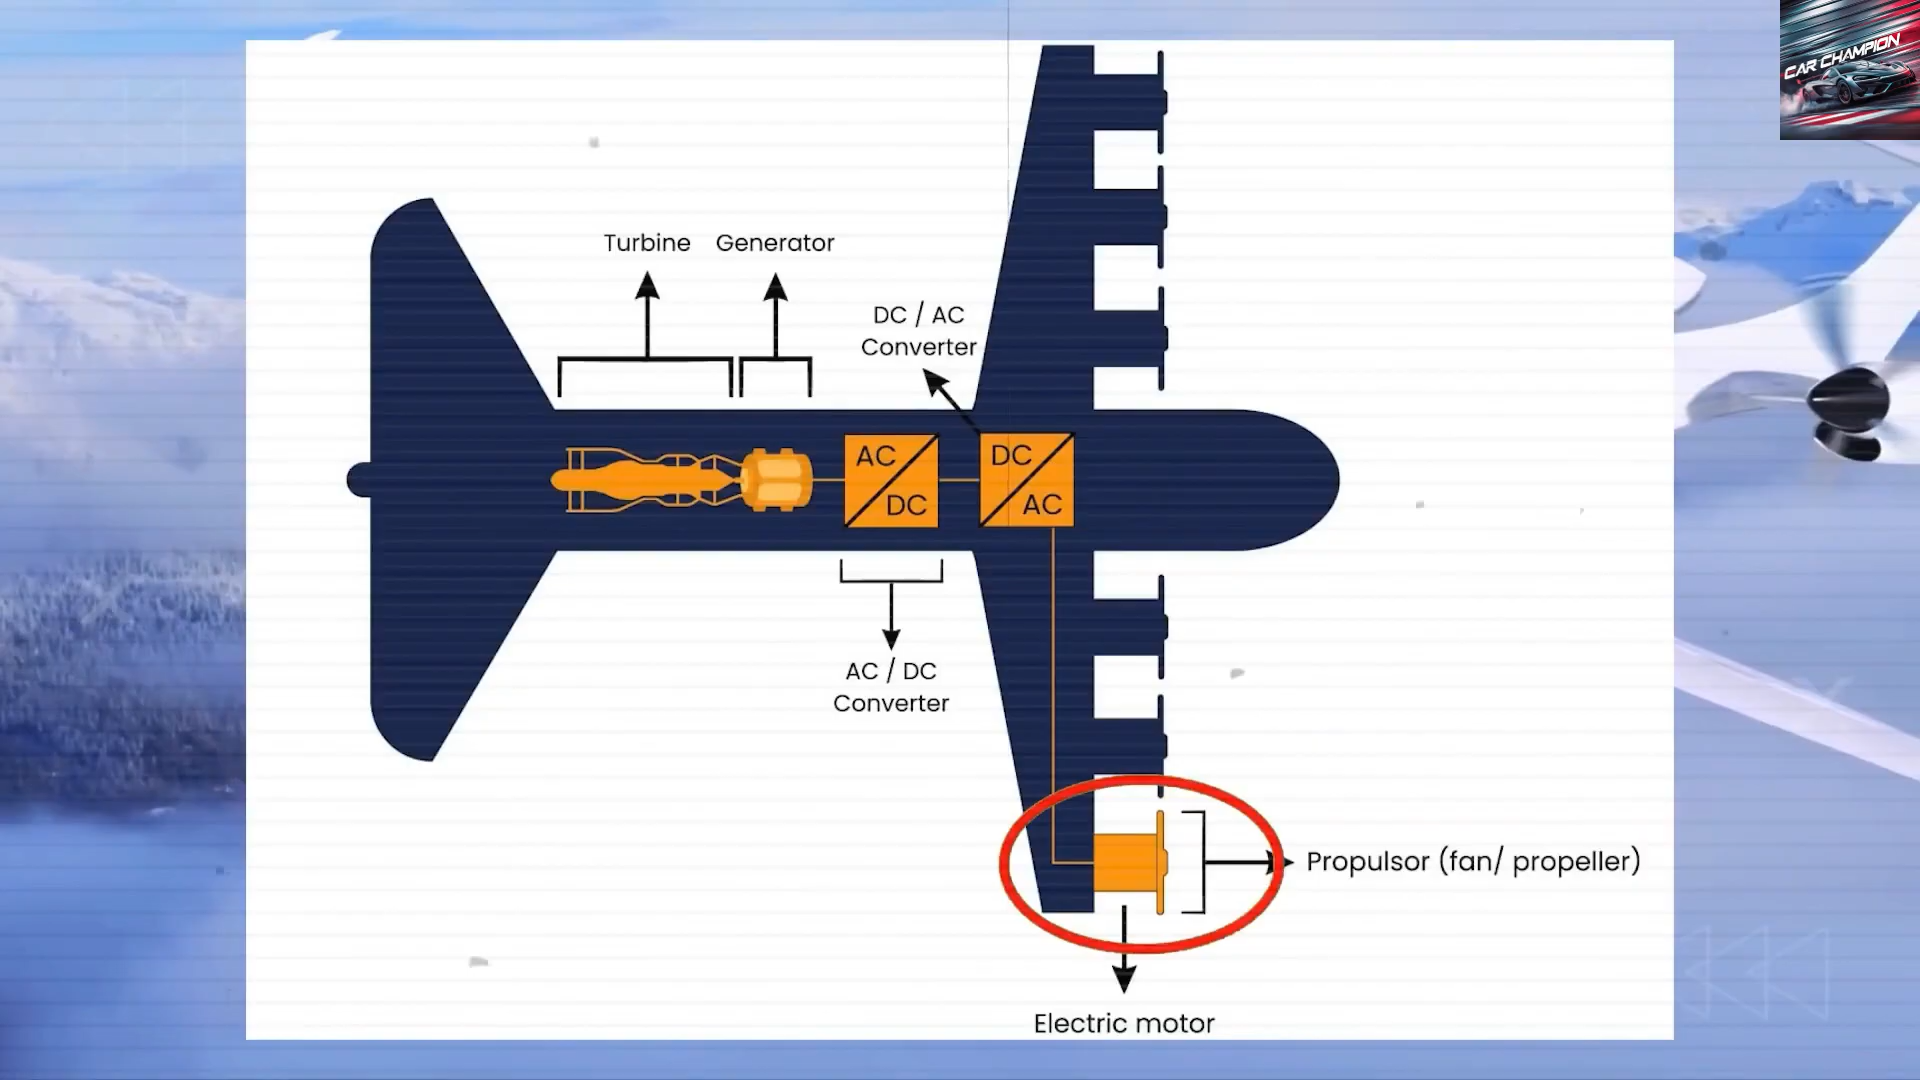 CAR CHAMPION
Turbine
Generator
DC / AC
Converter
AC
DC
DC
AC
AC / DC
Converter
Propulsor (fan/ propeller)
Electric motor